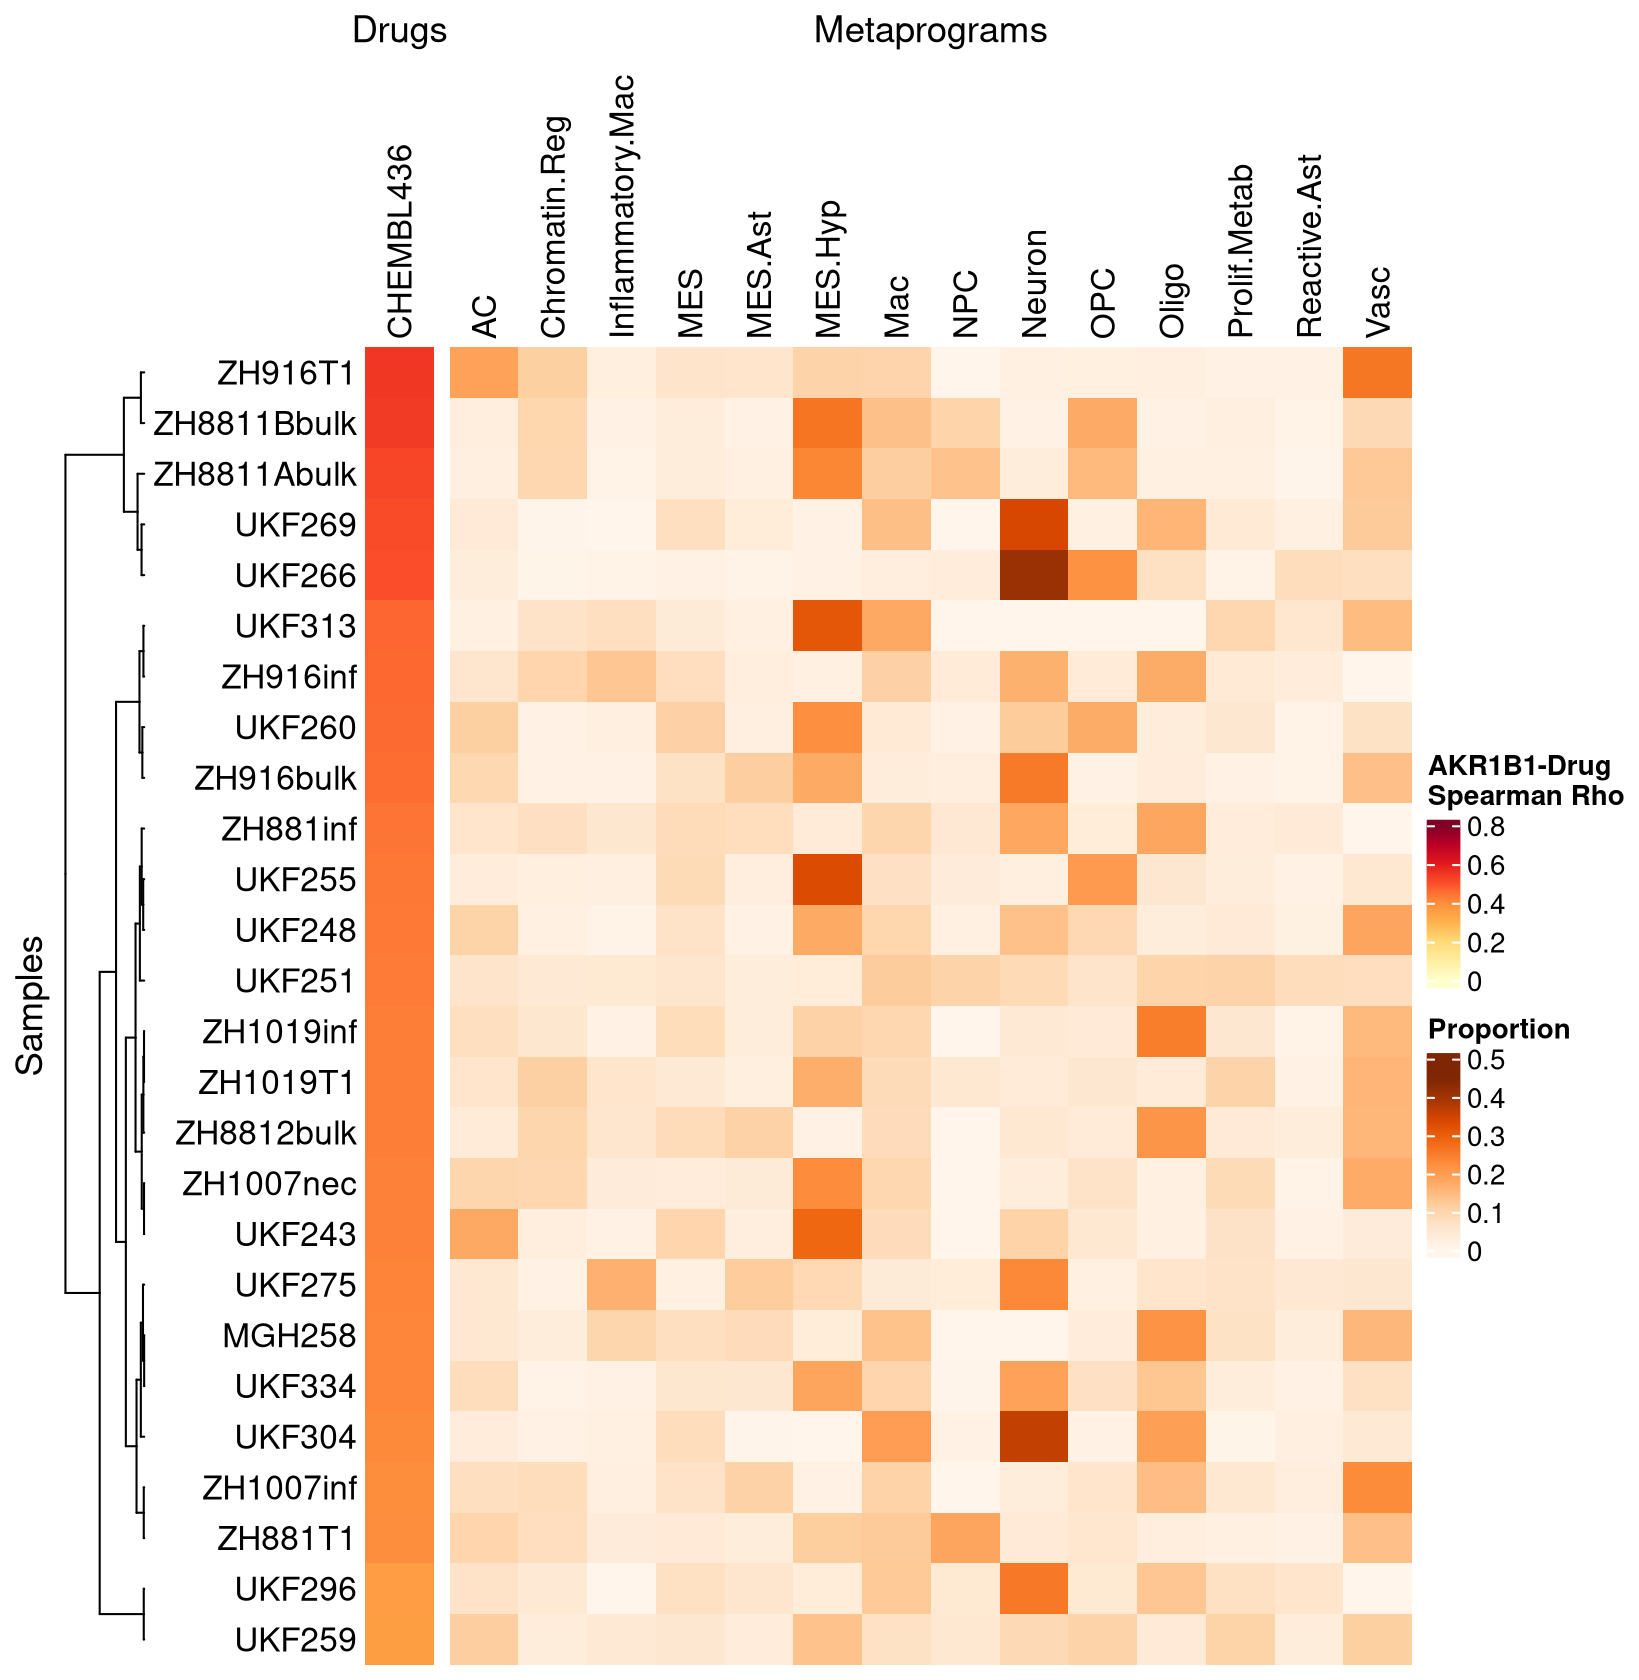 Drugs
Metaprograms
CHEMBL436
AC
Chromatin.Reg
Inflammatory.Mac
MES
MES.Ast
MES.Hyp
Mac
NPC
Neuron
OPC
Oligo
Prolif.Metab
Reactive.Ast
Vasc
Samples
ZH916T1
ZH8811Bbulk
ZH8811Abulk
UKF269
UKF266
UKF313
ZH916inf
UKF260
ZH916bulk
ZH881inf
UKF255
UKF248
UKF251
ZH1019inf
ZH1019T1
ZH8812bulk
ZH1007nec
UKF243
UKF275
MGH258
UKF334
UKF304
ZH1007inf
ZH881T1
UKF296
UKF259
AKR1B1-Drug
Spearman Rho
0.8
0.6
0.4
0.2
0
Proportion
0.5
0.4
0.3
0.2
0.1
0